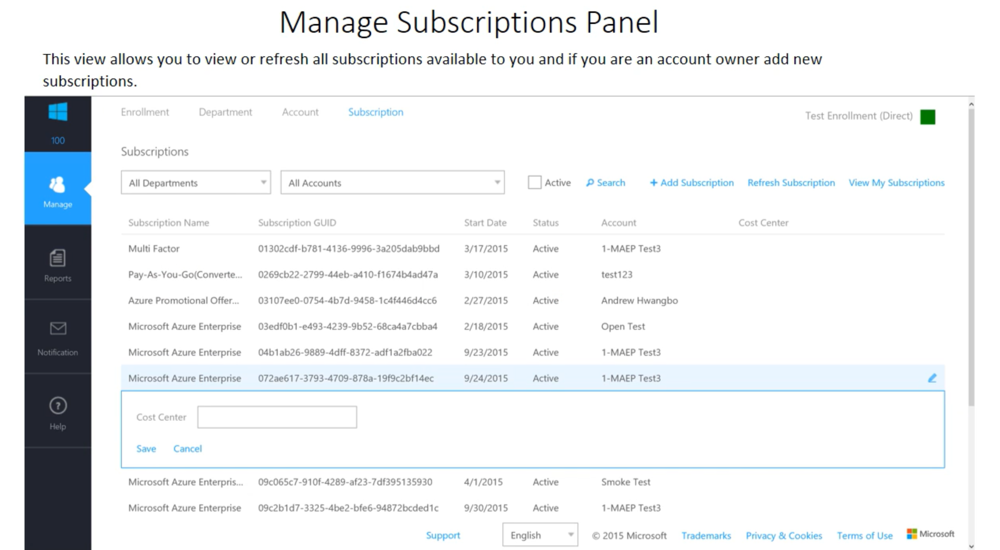 Manage Subscriptions Panel
This view allows you to view or refresh all subscriptions available to you and if you are an account owner add new
subscriptions.
100
Manage
Reports
Notification
Help
Enrollment Department Account Subscription
Test Enrollment (Direct)
Subscriptions
All Departments All Accounts Active Search + Add Subscription Refresh Subscription View My Subscriptions
Subscription Name Subscription GUID Start Date Status Account Cost Center
Multi Factor 01302cdf-b781-4136-9996-3a205dab9bbd 3/17/2015 Active 1-MAEP Test3
Pay-As-You-Go(Converte... 0269cb22-2799-44eb-a410-f1674b4ad47a 3/10/2015 Active test123
Azure Promotional Offer... 03107ee0-0754-4b7d-9458-1c4f446d4cc6 2/27/2015 Active Andrew Hwangbo
Microsoft Azure Enterprise 03edf0b1-e493-4239-9b52-68ca4a7cbba4 2/18/2015 Active Open Test
Microsoft Azure Enterprise 04b1ab26-9889-4dff-8372-adf1a2fba022 9/23/2015 Active 1-MAEP Test3
Microsoft Azure Enterprise 072ae617-3793-4709-878a-19f9c2bf14ec 9/24/2015 Active 1-MAEP Test3
Cost Center
Save Cancel
Microsoft Azure Enterpris... 09c065c7-910f-4289-af23-7df395135930 4/1/2015 Active Smoke Test
Microsoft Azure Enterprise 09c2b1d7-3325-4be2-bfe6-94872bcded1c 9/30/2015 Active 1-MAEP Test3
Support English © 2015 Microsoft Trademarks Privacy & Cookies Terms of Use Microsoft